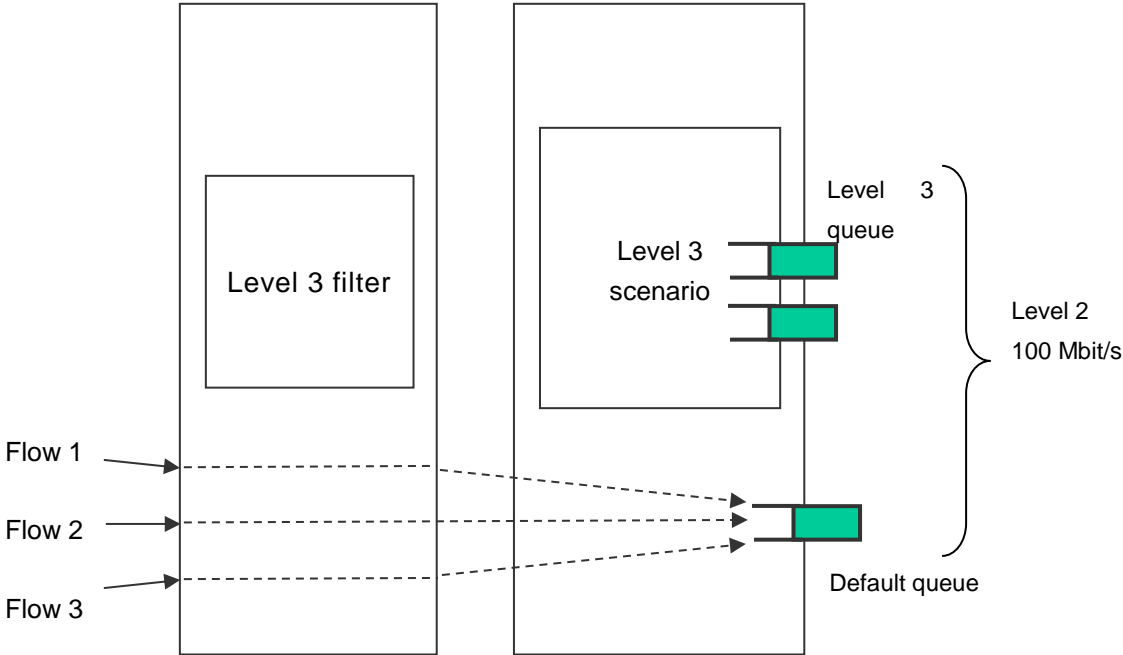 Level 3
queue
Level 3 filter
Level 3
scenario
Level 2
100 Mbit/s
Flow 1
Flow 2
Flow 3
Default queue